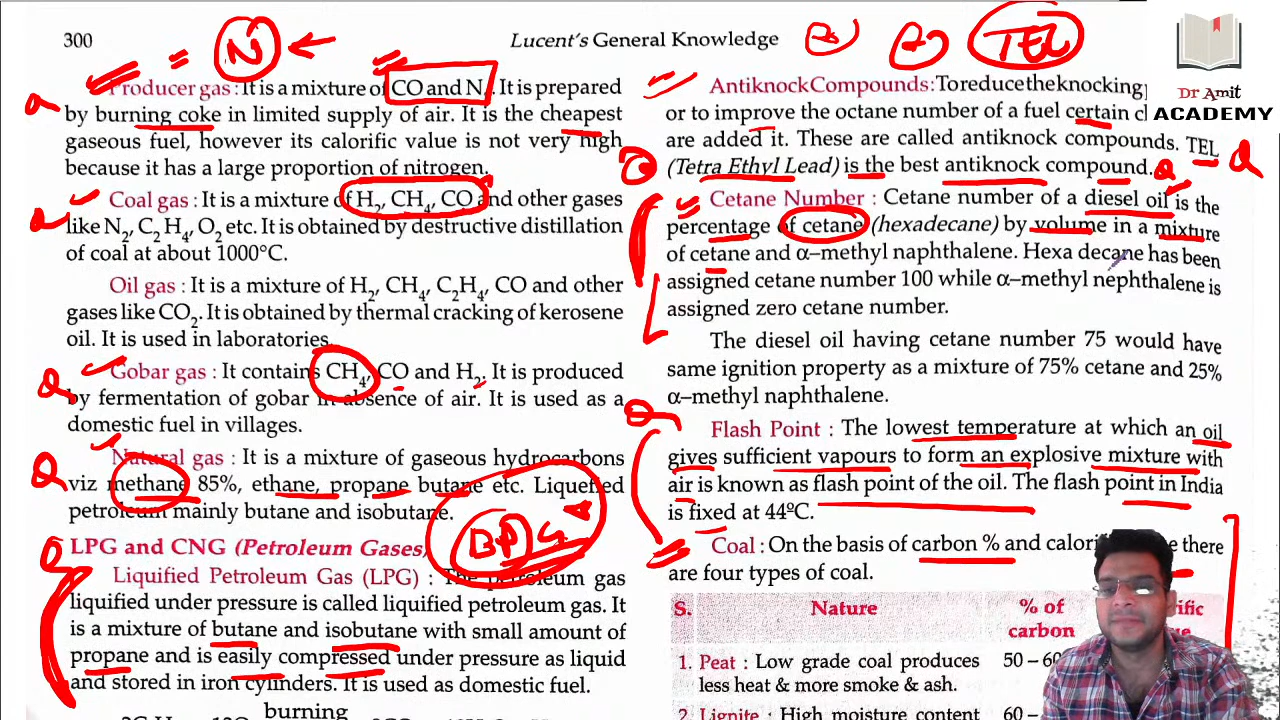 300
N
Lucent's General Knowledge
TEL
Dr Amit
ACADEMY
Producer gas : It is a mixture of CO and N. It is prepared
by burning coke in limited supply of air. It is the cheapest
gaseous fuel, however its calorific value is not very high
because it has a large proportion of nitrogen.
Coal gas : It is a mixture of H2, CH4, CO and other gases
like N2, C2H4, O2 etc. It is obtained by destructive distillation
of coal at about 1000°C.
Oil gas : It is a mixture of H2, CH4, C2H4, CO and other
gases like CO2. It is obtained by thermal cracking of kerosene
oil. It is used in laboratories.
Gobar gas : It contains CH4, CO and H2. It is produced
by fermentation of gobar in absence of air. It is used as a
domestic fuel in villages.
Natural gas : It is a mixture of gaseous hydrocarbons
viz methane 85%, ethane, propane butane etc. Liquefied
petroleum mainly butane and isobutane.
BPG
LPG and CNG (Petroleum Gases)
Liquified Petroleum Gas (LPG) : The petroleum gas
liquified under pressure is called liquified petroleum gas. It
is a mixture of butane and isobutane with small amount of
propane and is easily compressed under pressure as liquid
and stored in iron cylinders. It is used as domestic fuel.
burning
Antiknock Compounds : To reduce the knocking
or to improve the octane number of a fuel certain
are added it. These are called antiknock compounds. TEL
(Tetra Ethyl Lead) is the best antiknock compound.
Cetane Number : Cetane number of a diesel oil is the
percentage of cetane (hexadecane) by volume in a mixture
of cetane and α–methyl naphthalene. Hexa decane has been
assigned cetane number 100 while α–methyl nephthalene is
assigned zero cetane number.
The diesel oil having cetane number 75 would have
same ignition property as a mixture of 75% cetane and 25%
α–methyl naphthalene.
Flash Point : The lowest temperature at which an oil
gives sufficient vapours to form an explosive mixture with
air is known as flash point of the oil. The flash point in India
is fixed at 44ºC.
Coal : On the basis of carbon % and there
are four types of coal.
S. Nature % of
carbon
1. Peat : Low grade coal produces 50 – 60
less heat & more smoke & ash.
2. Lignite : High moisture content 60 –